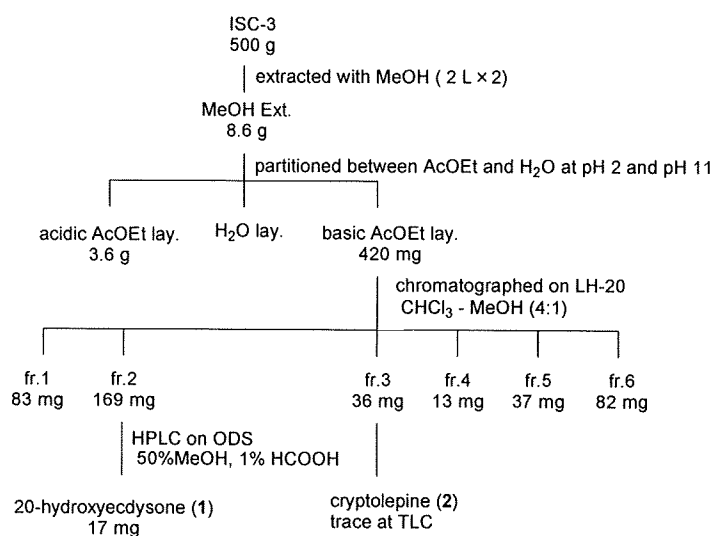 ISC-3
500 g
extracted with MeOH ( 2 L × 2)
MeOH Ext.
8.6 g
partitioned between AcOEt and H₂O at pH 2 and pH 11
acidic AcOEt lay.
3.6 g
H₂O lay.
basic AcOEt lay.
420 mg
chromatographed on LH-20
CHCl₃ - MeOH (4:1)
fr.1
83 mg
fr.2
169 mg
fr.3
36 mg
fr.4
13 mg
fr.5
37 mg
fr.6
82 mg
HPLC on ODS
50%MeOH, 1% HCOOH
20-hydroxyecdysone (1)
17 mg
cryptolepine (2)
trace at TLC